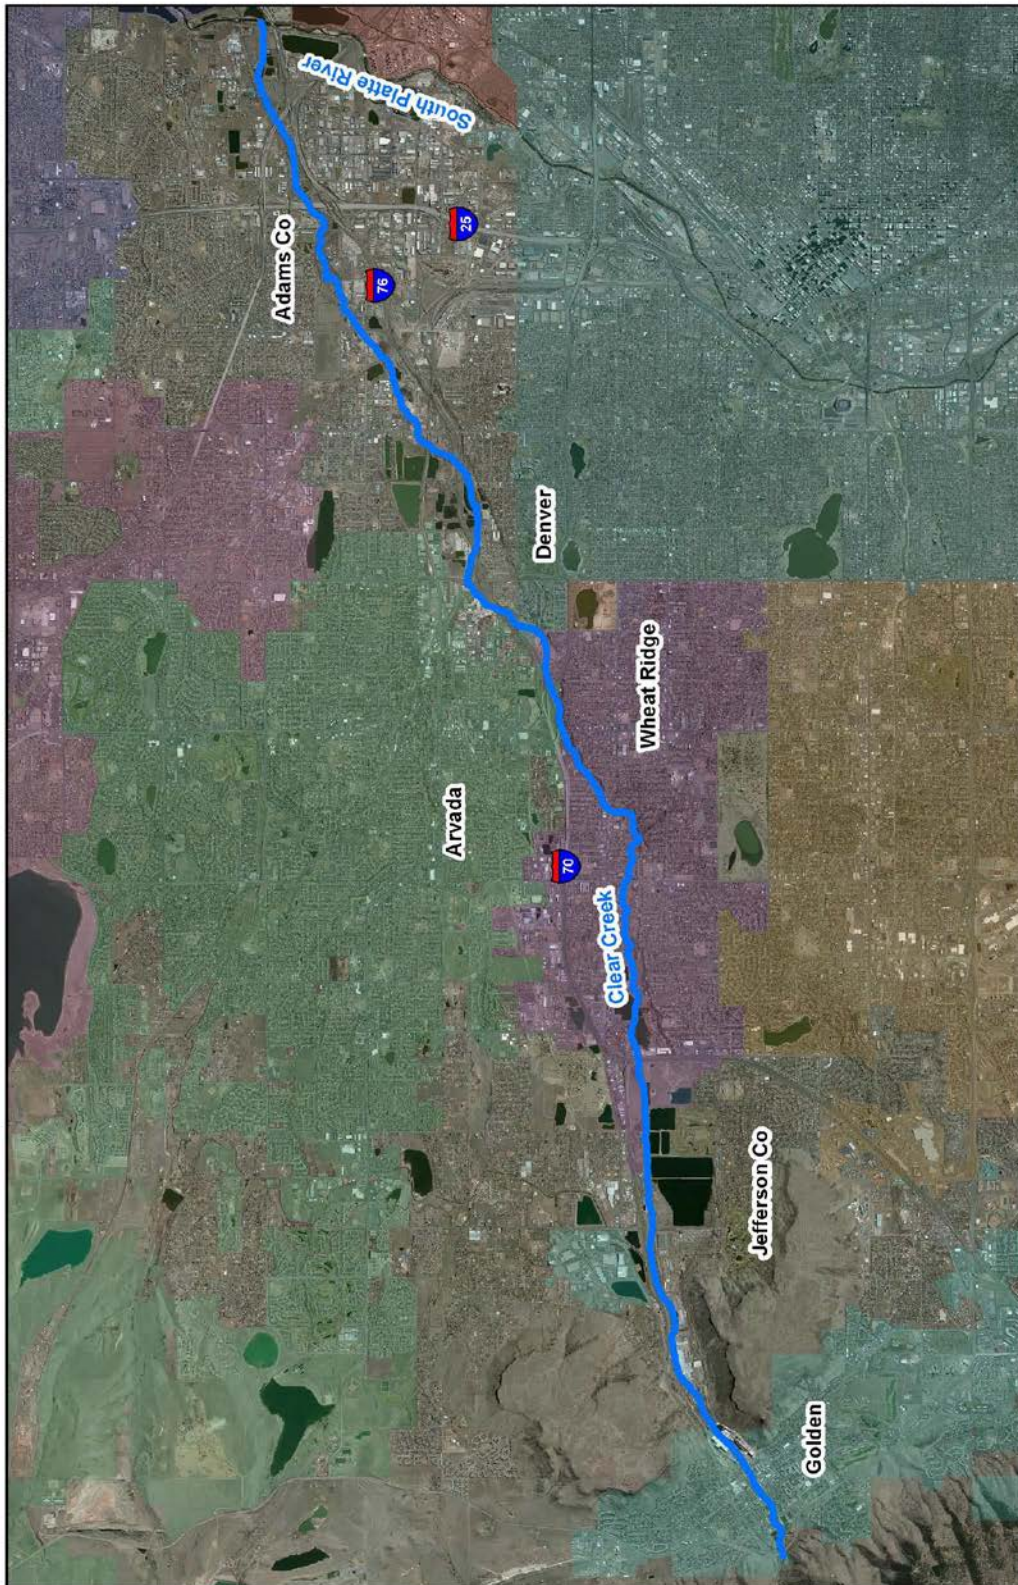 South Platte River
Adams Co
25
76
Denver
Arvada
Wheat Ridge
70
Clear Creek
Jefferson Co
Golden